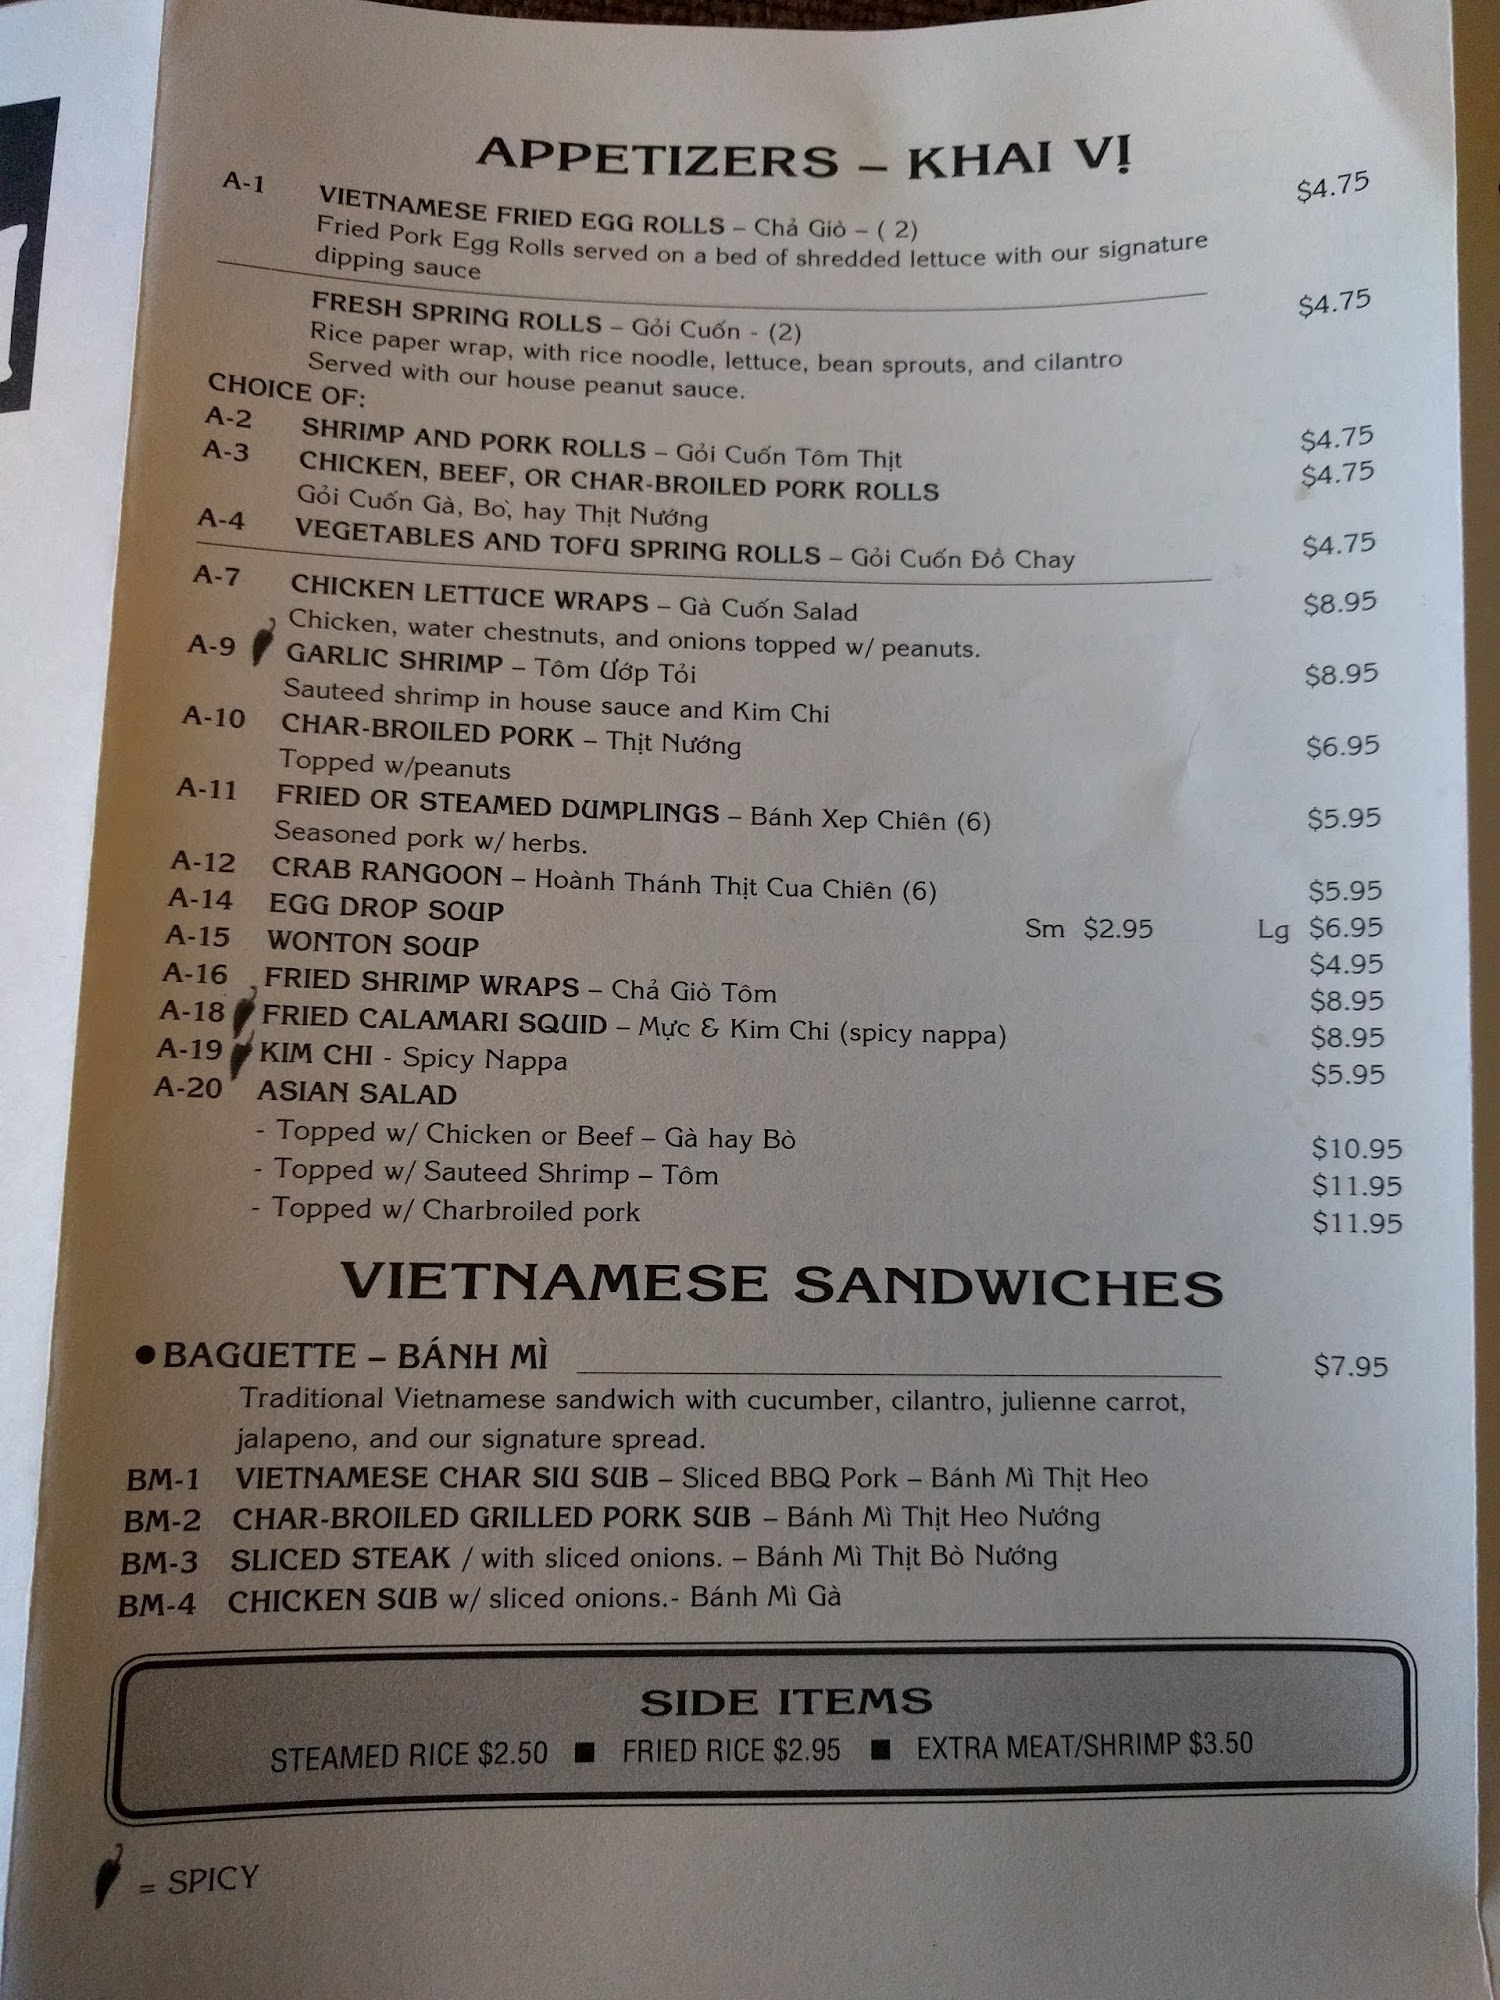 APPETIZERS – KHAI VỊ
A-1 VIETNAMESE FRIED EGG ROLLS – Chả Giò – ( 2) $4.75
Fried Pork Egg Rolls served on a bed of shredded lettuce with our signature
dipping sauce
FRESH SPRING ROLLS – Gỏi Cuốn - (2) $4.75
Rice paper wrap, with rice noodle, lettuce, bean sprouts, and cilantro
Served with our house peanut sauce.
CHOICE OF:
A-2 SHRIMP AND PORK ROLLS – Gỏi Cuốn Tôm Thịt $4.75
A-3 CHICKEN, BEEF, OR CHAR-BROILED PORK ROLLS $4.75
Gỏi Cuốn Gà, Bò, hay Thịt Nướng
A-4 VEGETABLES AND TOFU SPRING ROLLS – Gỏi Cuốn Đồ Chay $4.75
A-7 CHICKEN LETTUCE WRAPS – Gà Cuốn Salad $8.95
Chicken, water chestnuts, and onions topped w/ peanuts.
A-9 GARLIC SHRIMP – Tôm Ướp Tỏi $8.95
Sauteed shrimp in house sauce and Kim Chi
A-10 CHAR-BROILED PORK – Thịt Nướng $6.95
Topped w/peanuts
A-11 FRIED OR STEAMED DUMPLINGS – Bánh Xep Chiên (6) $5.95
Seasoned pork w/ herbs.
A-12 CRAB RANGOON – Hoành Thánh Thịt Cua Chiên (6) $5.95
A-14 EGG DROP SOUP Sm $2.95 Lg $6.95
A-15 WONTON SOUP $4.95
A-16 FRIED SHRIMP WRAPS – Chả Giò Tôm $8.95
A-18 FRIED CALAMARI SQUID – Mực & Kim Chi (spicy nappa) $8.95
A-19 KIM CHI - Spicy Nappa $5.95
A-20 ASIAN SALAD
- Topped w/ Chicken or Beef – Gà hay Bò $10.95
- Topped w/ Sauteed Shrimp – Tôm $11.95
- Topped w/ Charbroiled pork $11.95
VIETNAMESE SANDWICHES
● BAGUETTE – BÁNH MÌ $7.95
Traditional Vietnamese sandwich with cucumber, cilantro, julienne carrot,
jalapeno, and our signature spread.
BM-1 VIETNAMESE CHAR SIU SUB – Sliced BBQ Pork – Bánh Mì Thịt Heo
BM-2 CHAR-BROILED GRILLED PORK SUB – Bánh Mì Thịt Heo Nướng
BM-3 SLICED STEAK / with sliced onions. – Bánh Mì Thịt Bò Nướng
BM-4 CHICKEN SUB w/ sliced onions.- Bánh Mì Gà
SIDE ITEMS
STEAMED RICE $2.50 ■ FRIED RICE $2.95 ■ EXTRA MEAT/SHRIMP $3.50
= SPICY